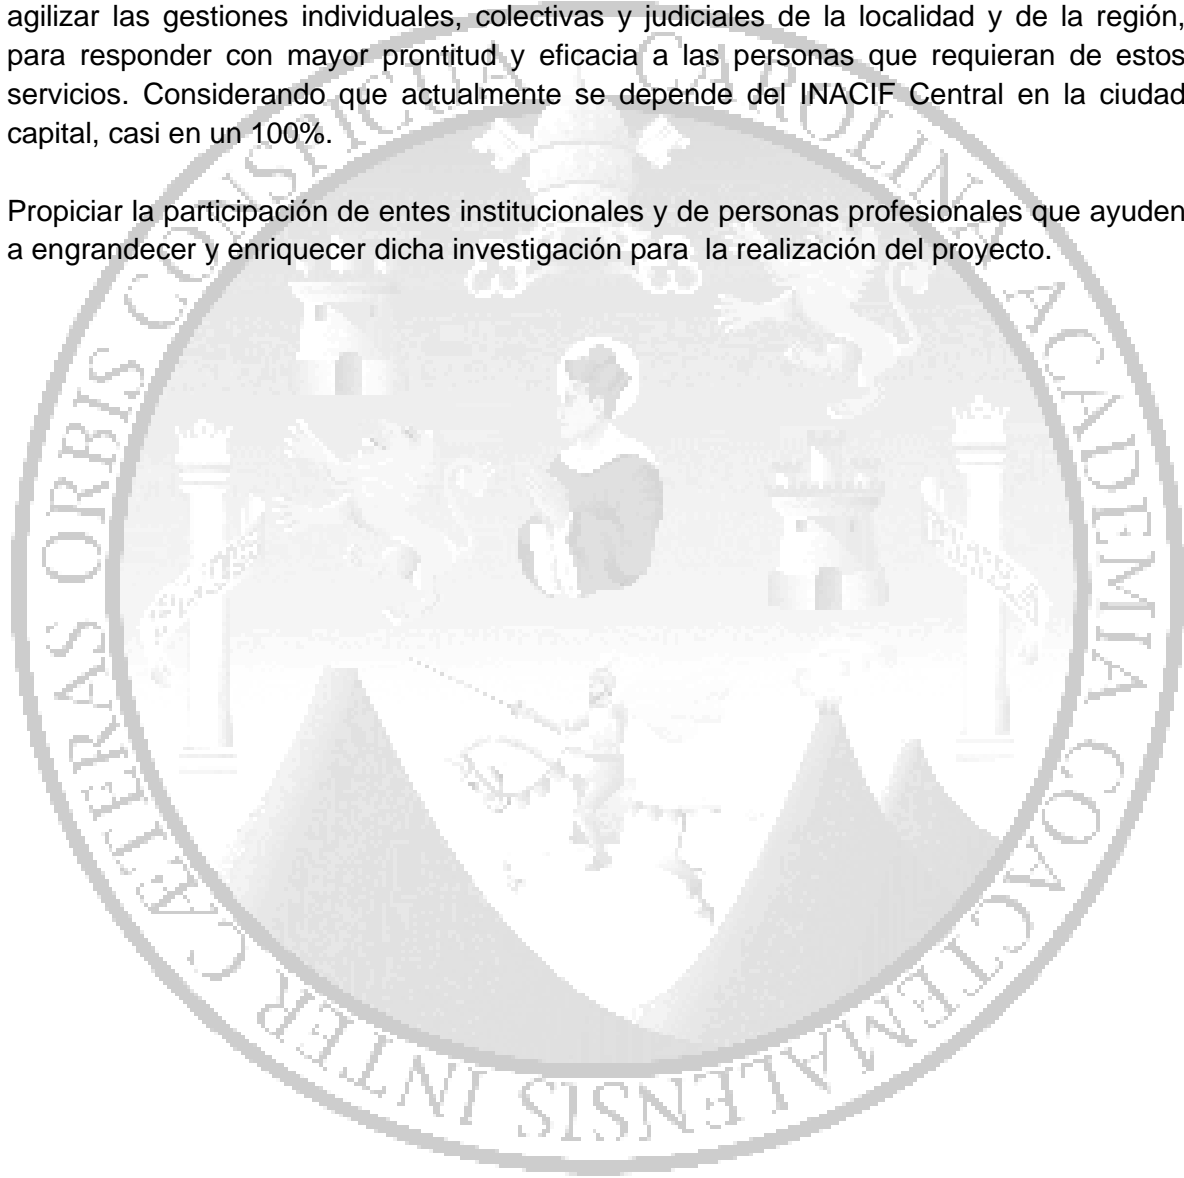 agilizar las gestiones individuales, colectivas y judiciales de la localidad y de la región,
para responder con mayor prontitud y eficacia a las personas que requieran de estos
servicios. Considerando que actualmente se depende del INACIF Central en la ciudad
capital, casi en un 100%.
Propiciar la participación de entes institucionales y de personas profesionales que ayuden
a engrandecer y enriquecer dicha investigación para  la realización del proyecto.
CAETERAS ORBIS CONSPICUA CAROLINA ACADEMIA COACTEMALENSIS INTER